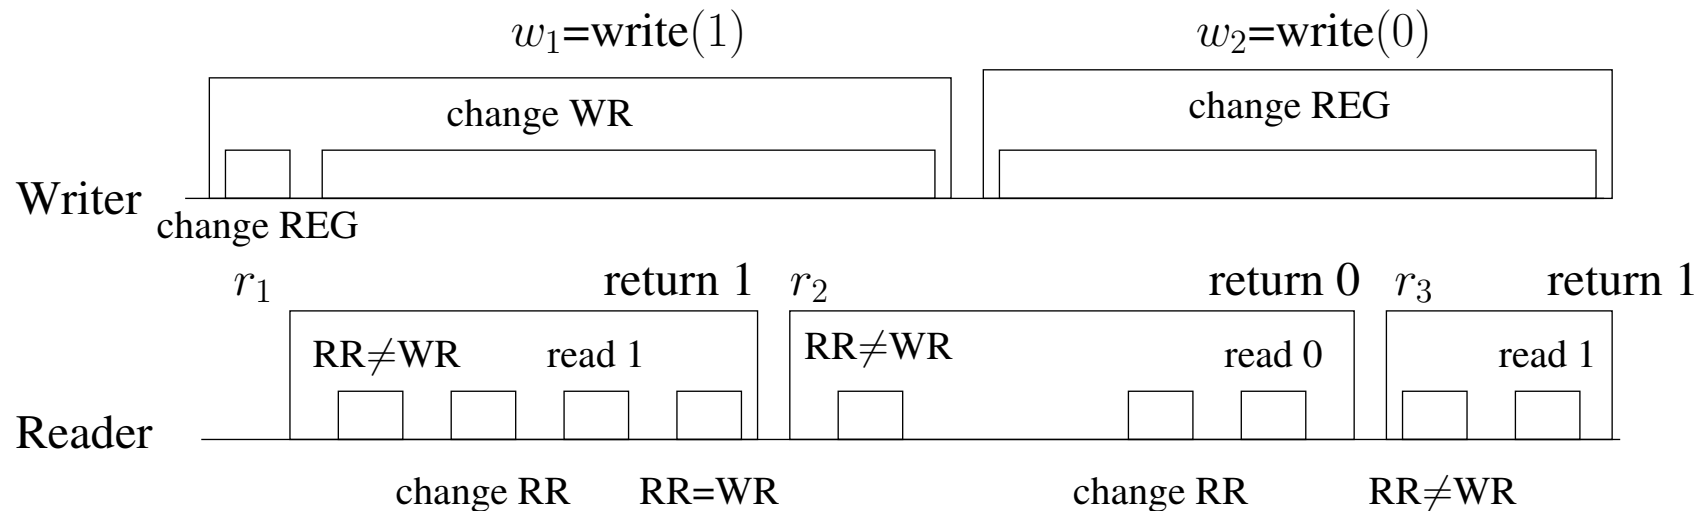 w₁=write(1) w₂=write(0)
change WR change REG
Writer
change REG
r₁ return 1 r₂ return 0 r₃ return 1
RR≠WR read 1 RR≠WR read 0 read 1
Reader
change RR RR=WR change RR RR≠WR